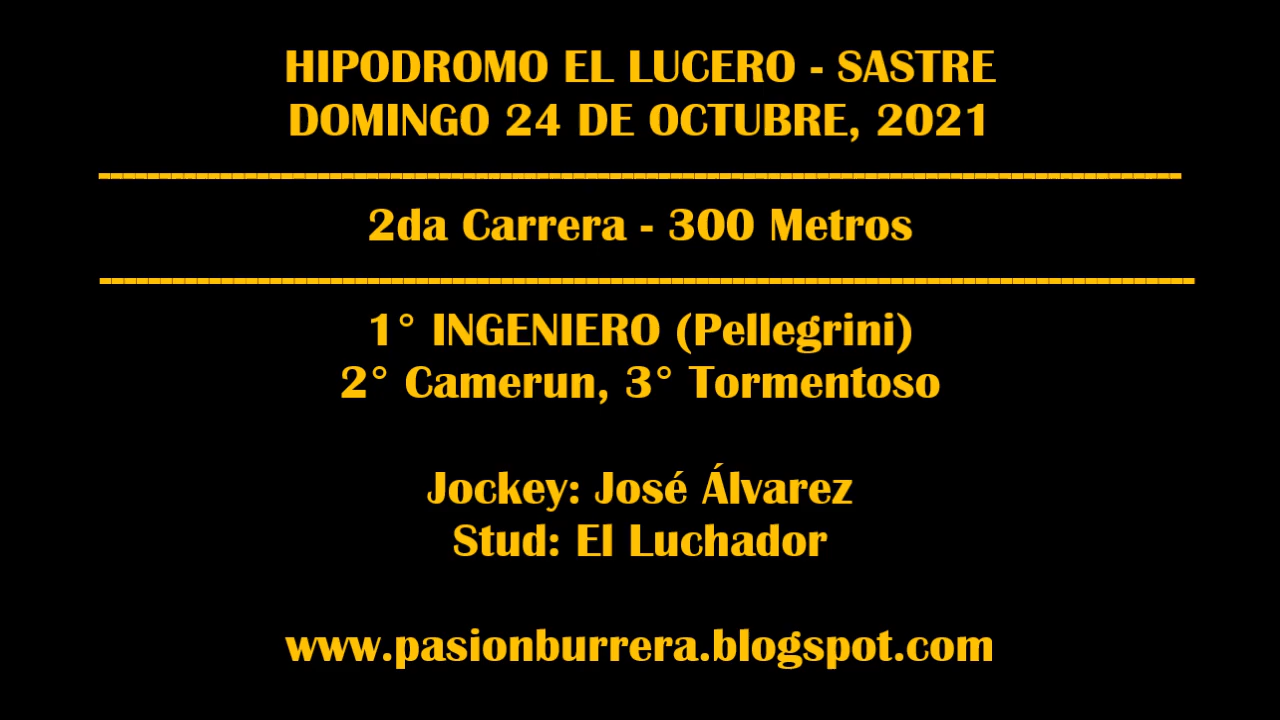 HIPODROMO EL LUCERO - SASTRE
DOMINGO 24 DE OCTUBRE, 2021
2da Carrera - 300 Metros
1° INGENIERO (Pellegrini)
2° Camerun, 3° Tormentoso
Jockey: José Álvarez
Stud: El Luchador
www.pasionburrera.blogspot.com